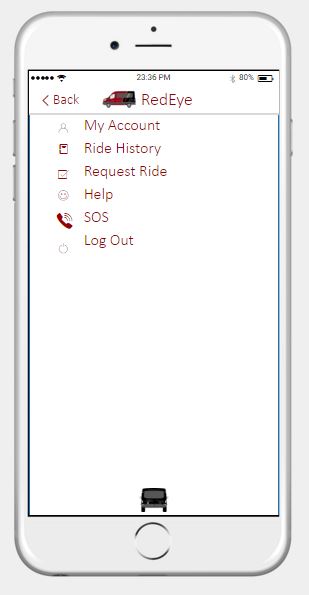 23:36 PM 80%
Back RedEye
My Account
Ride History
Request Ride
Help
SOS
Log Out